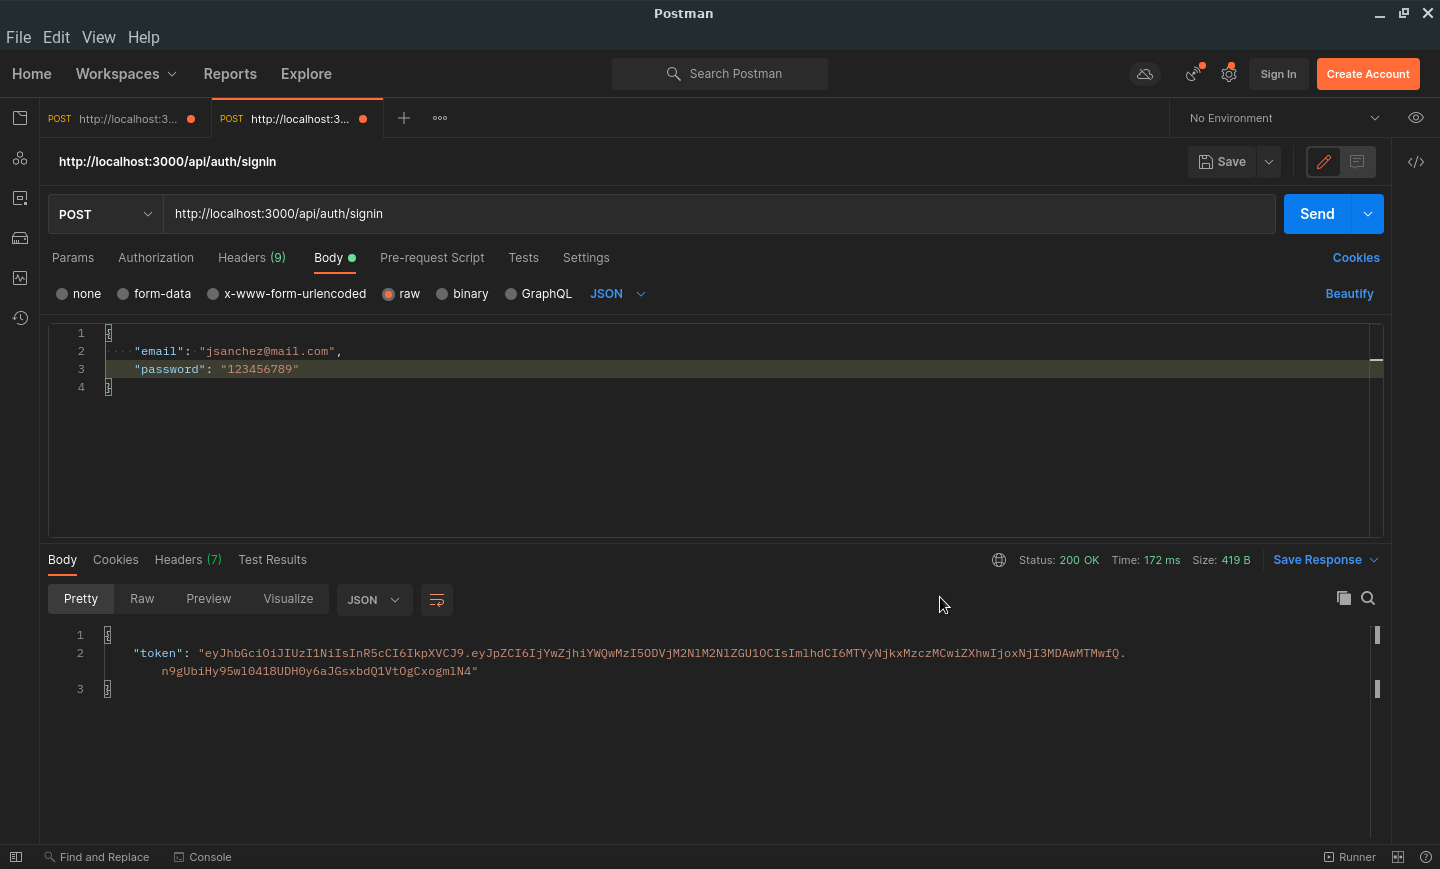 Postman
File Edit View Help
Home Workspaces Reports Explore Search Postman Sign In Create Account
POST http://localhost:3... POST http://localhost:3... No Environment
http://localhost:3000/api/auth/signin Save
POST http://localhost:3000/api/auth/signin Send
Params Authorization Headers (9) Body Pre-request Script Tests Settings Cookies
none form-data x-www-form-urlencoded raw binary GraphQL JSON Beautify
1 {
2 "email": "jsanchez@mail.com",
3 "password": "123456789"
4 }
Body Cookies Headers (7) Test Results Status: 200 OK Time: 172 ms Size: 419 B Save Response
Pretty Raw Preview Visualize JSON
1 {
2 "token": "eyJhbGciOiJIUzI1NiIsInR5cCI6IkpXVCJ9.eyJpZCI6IjYwZjhiYWQwMzI5ODVjM2NlM2NlZGU1OCIsImlhdCI6MTYyNjkxMzczMCwiZXhwIjoxNjI3MDAwMTMwfQ.
n9gUbiHy95wl0418UDH0y6aJGsxbdQ1VtOgCxogmlN4"
3 }
Find and Replace Console Runner